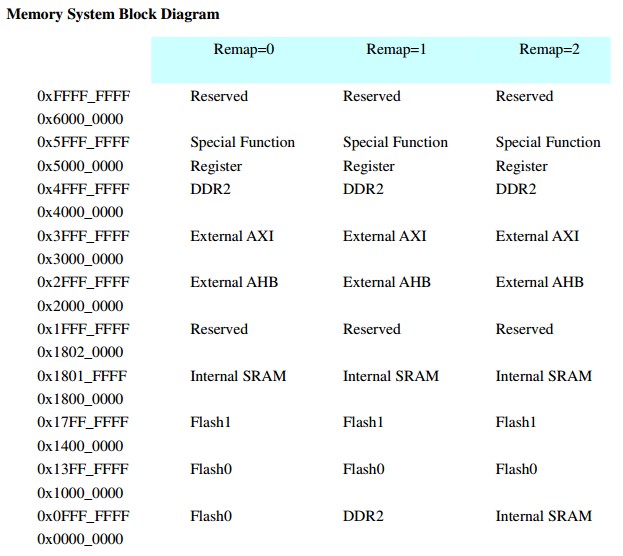 Memory System Block Diagram
Remap=0 Remap=1 Remap=2
0xFFFF_FFFF Reserved Reserved Reserved
0x6000_0000
0x5FFF_FFFF Special Function Special Function Special Function
0x5000_0000 Register Register Register
0x4FFF_FFFF DDR2 DDR2 DDR2
0x4000_0000
0x3FFF_FFFF External AXI External AXI External AXI
0x3000_0000
0x2FFF_FFFF External AHB External AHB External AHB
0x2000_0000
0x1FFF_FFFF Reserved Reserved Reserved
0x1802_0000
0x1801_FFFF Internal SRAM Internal SRAM Internal SRAM
0x1800_0000
0x17FF_FFFF Flash1 Flash1 Flash1
0x1400_0000
0x13FF_FFFF Flash0 Flash0 Flash0
0x1000_0000
0x0FFF_FFFF Flash0 DDR2 Internal SRAM
0x0000_0000